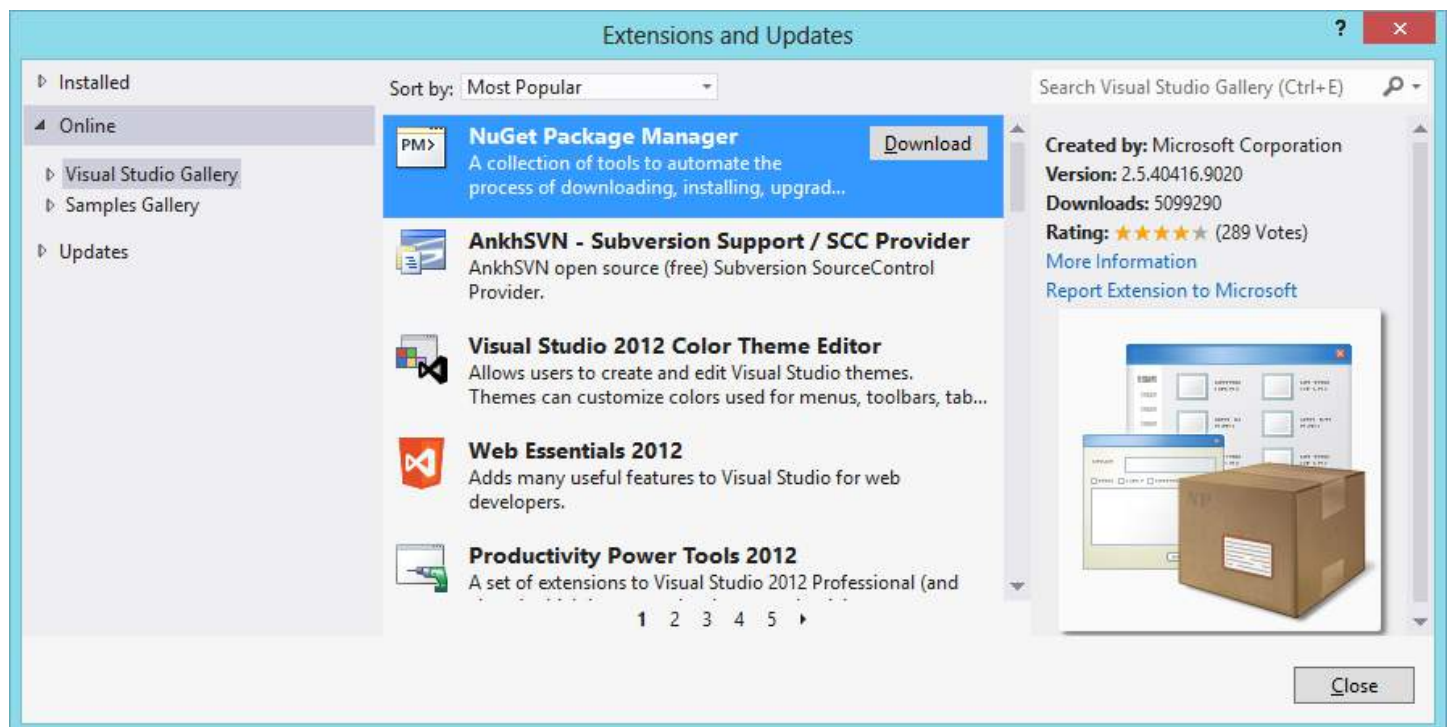 Extensions and Updates
?
Installed
Online
Visual Studio Gallery
Samples Gallery
Updates
Sort by: Most Popular
PM>
NuGet Package Manager
Download
A collection of tools to automate the
process of downloading, installing, upgrad...
AnkhSVN - Subversion Support / SCC Provider
AnkhSVN open source (free) Subversion SourceControl
Provider.
Visual Studio 2012 Color Theme Editor
Allows users to create and edit Visual Studio themes.
Themes can customize colors used for menus, toolbars, tab...
Web Essentials 2012
Adds many useful features to Visual Studio for web
developers.
Productivity Power Tools 2012
A set of extensions to Visual Studio 2012 Professional (and
1 2 3 4 5
Search Visual Studio Gallery (Ctrl+E)
Created by: Microsoft Corporation
Version: 2.5.40416.9020
Downloads: 5099290
Rating: (289 Votes)
More Information
Report Extension to Microsoft
NP
Close